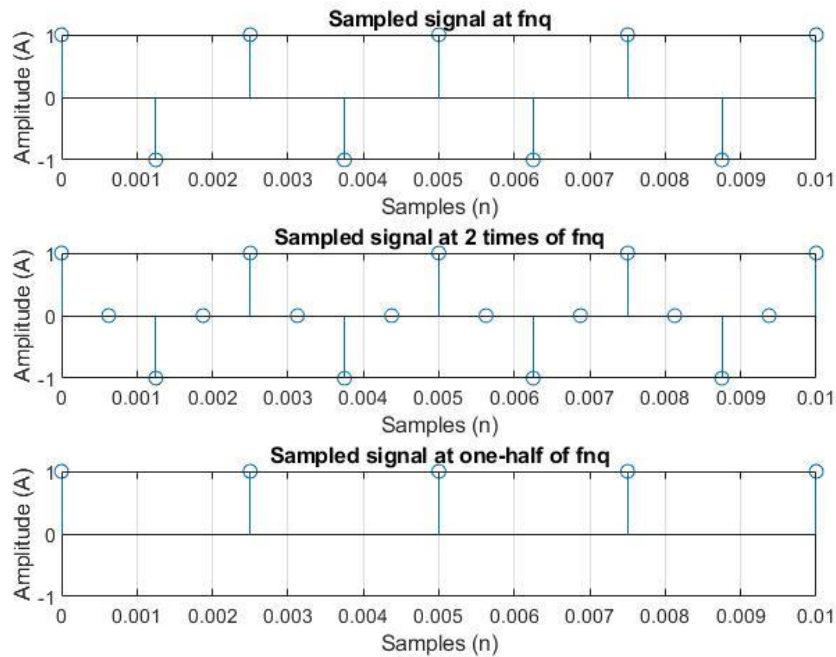 Sampled signal at fnq
Amplitude (A)
1
0
-1
0 0.001 0.002 0.003 0.004 0.005 0.006 0.007 0.008 0.009 0.01
Samples (n)
Sampled signal at 2 times of fnq
Amplitude (A)
1
0
-1
0 0.001 0.002 0.003 0.004 0.005 0.006 0.007 0.008 0.009 0.01
Samples (n)
Sampled signal at one-half of fnq
Amplitude (A)
1
0
-1
0 0.001 0.002 0.003 0.004 0.005 0.006 0.007 0.008 0.009 0.01
Samples (n)